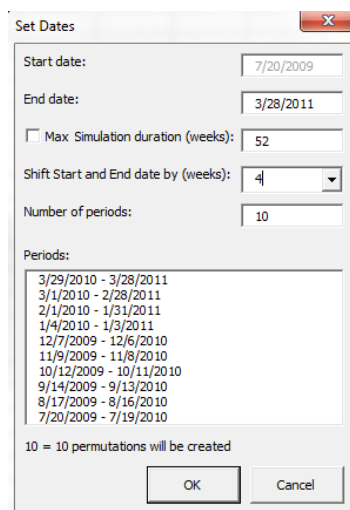 Set Dates
Start date: 7/20/2009
End date: 3/28/2011
Max Simulation duration (weeks): 52
Shift Start and End date by (weeks): 4
Number of periods: 10
Periods:
3/29/2010 - 3/28/2011
3/1/2010 - 2/28/2011
2/1/2010 - 1/31/2011
1/4/2010 - 1/3/2011
12/7/2009 - 12/6/2010
11/9/2009 - 11/8/2010
10/12/2009 - 10/11/2010
9/14/2009 - 9/13/2010
8/17/2009 - 8/16/2010
7/20/2009 - 7/19/2010
10 = 10 permutations will be created
OK Cancel